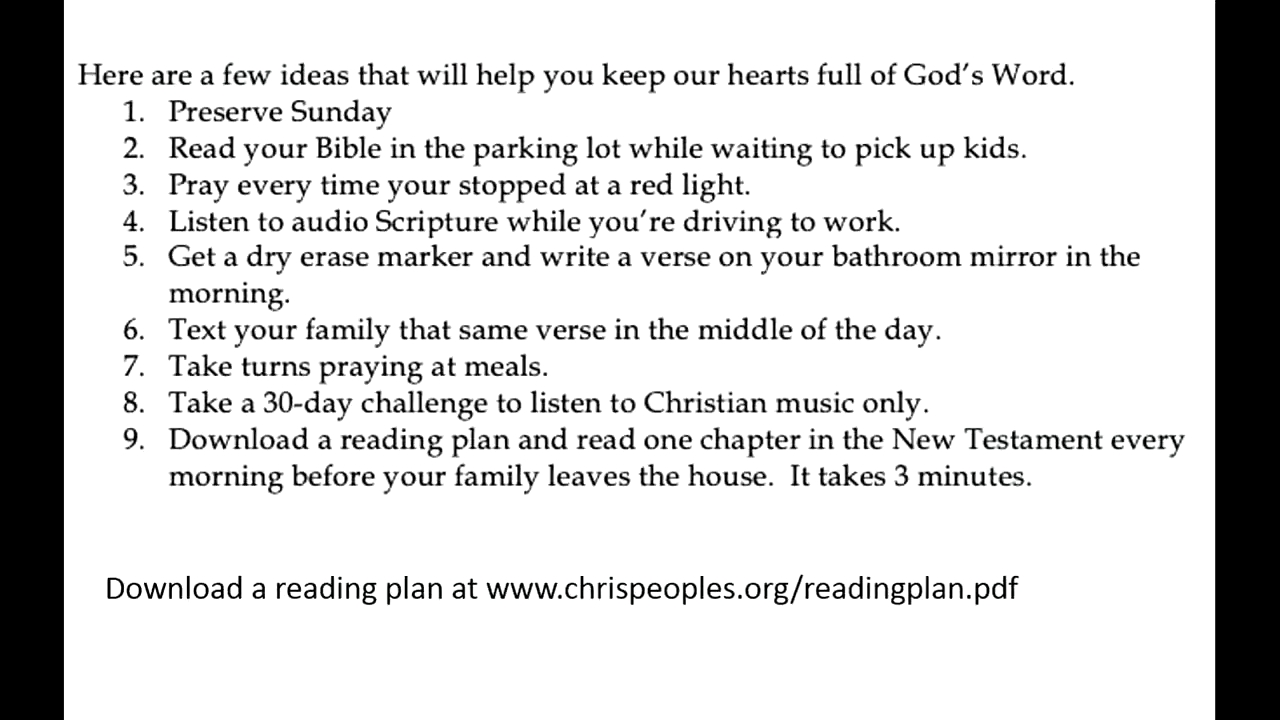 Here are a few ideas that will help you keep our hearts full of God's Word.
1. Preserve Sunday
2. Read your Bible in the parking lot while waiting to pick up kids.
3. Pray every time your stopped at a red light.
4. Listen to audio Scripture while you're driving to work.
5. Get a dry erase marker and write a verse on your bathroom mirror in the
morning.
6. Text your family that same verse in the middle of the day.
7. Take turns praying at meals.
8. Take a 30-day challenge to listen to Christian music only.
9. Download a reading plan and read one chapter in the New Testament every
morning before your family leaves the house.  It takes 3 minutes.
Download a reading plan at www.chrispeoples.org/readingplan.pdf